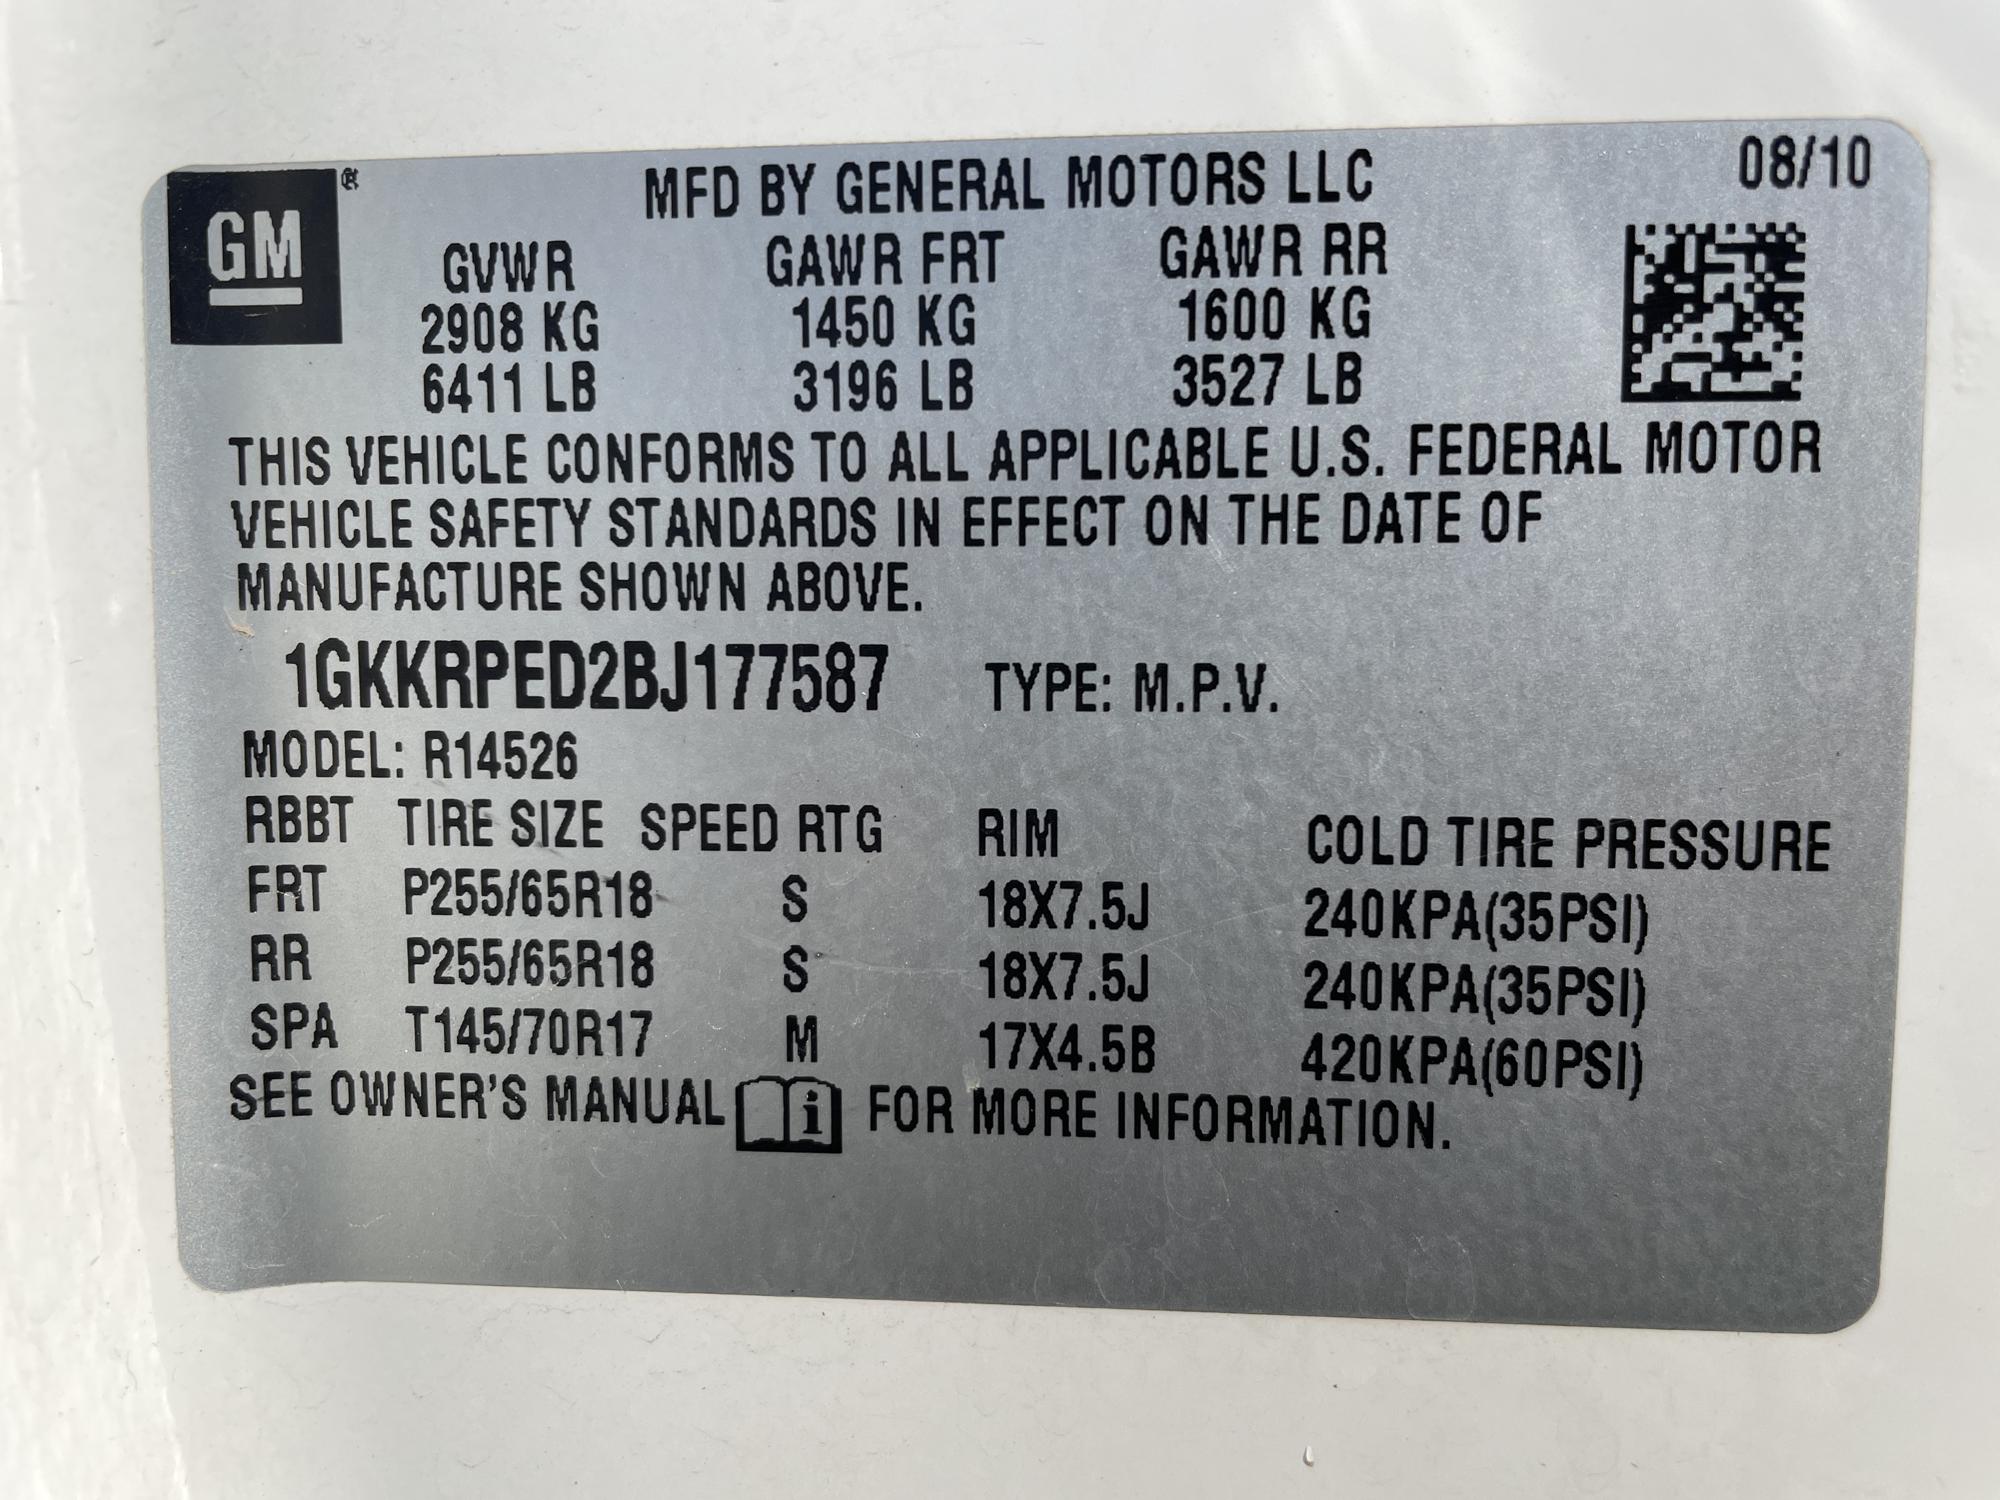 GM®
MFD BY GENERAL MOTORS LLC 08/10
GVWR GAWR FRT GAWR RR
2908 KG 1450 KG 1600 KG
6411 LB 3196 LB 3527 LB
THIS VEHICLE CONFORMS TO ALL APPLICABLE U.S. FEDERAL MOTOR
VEHICLE SAFETY STANDARDS IN EFFECT ON THE DATE OF
MANUFACTURE SHOWN ABOVE.
1GKKRPED2BJ177587 TYPE: M.P.V.
MODEL: R14526
RBBT TIRE SIZE SPEED RTG RIM COLD TIRE PRESSURE
FRT P255/65R18 S 18X7.5J 240KPA(35PSI)
RR P255/65R18 S 18X7.5J 240KPA(35PSI)
SPA T145/70R17 M 17X4.5B 420KPA(60PSI)
SEE OWNER'S MANUAL i FOR MORE INFORMATION.